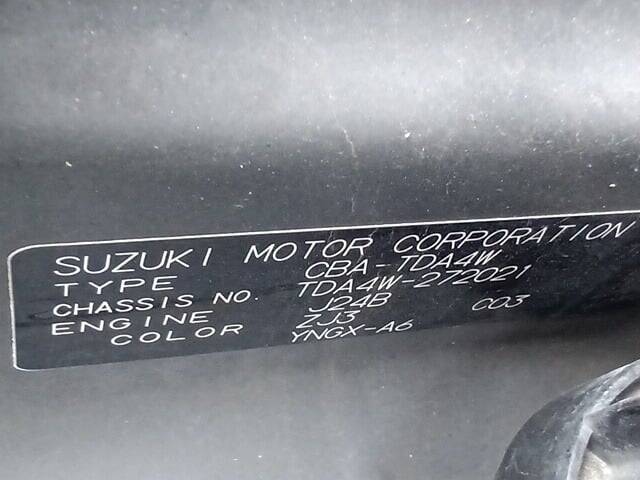 SUZUKI MOTOR CORPORATION
TYPE CBA-TDA4W
CHASSIS NO. TDA4W-272021
ENGINE J24B C03
COLOR ZJ3
YNGX-A6